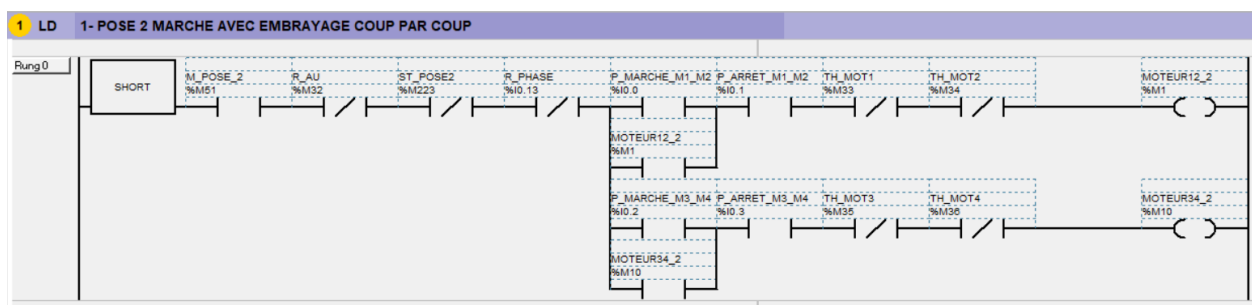 1 LD 1- POSE 2 MARCHE AVEC EMBRAYAGE COUP PAR COUP
Rung 0
SHORT
M_POSE_2 R_AU ST_POSE2 R_PHASE P_MARCHE_M1_M2 P_ARRET_M1_M2 TH_MOT1 TH_MOT2 MOTEUR12_2
%M51 %M32 %M223 %I0.13 %I0.0 %I0.1 %M33 %M34 %M1
MOTEUR12_2
%M1
P_MARCHE_M3_M4 P_ARRET_M3_M4 TH_MOT3 TH_MOT4 MOTEUR34_2
%I0.2 %I0.3 %M35 %M36 %M10
MOTEUR34_2
%M10